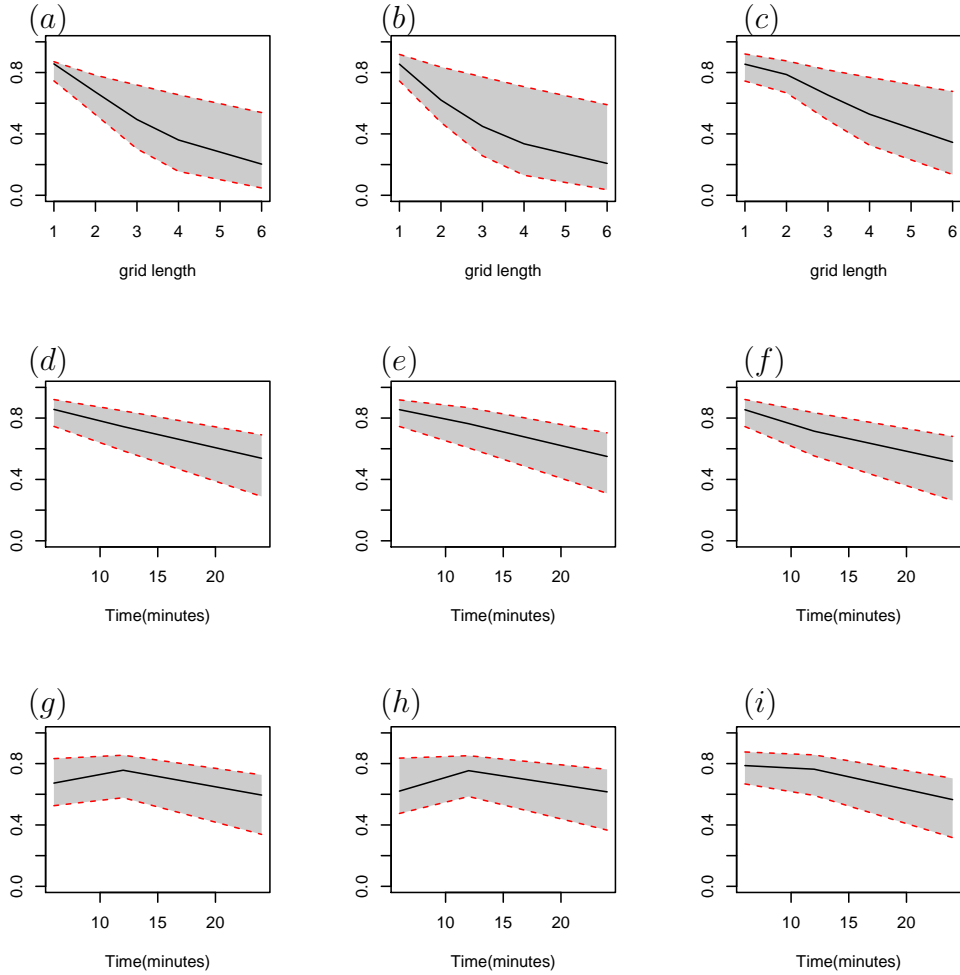 (a) (b) (c)
0.0 0.4 0.8 0.0 0.4 0.8 0.0 0.4 0.8
1 2 3 4 5 6 1 2 3 4 5 6 1 2 3 4 5 6
grid length grid length grid length
(d) (e) (f)
0.0 0.4 0.8 0.0 0.4 0.8 0.0 0.4 0.8
10 15 20 10 15 20 10 15 20
Time(minutes) Time(minutes) Time(minutes)
(g) (h) (i)
0.0 0.4 0.8 0.0 0.4 0.8 0.0 0.4 0.8
10 15 20 10 15 20 10 15 20
Time(minutes) Time(minutes) Time(minutes)